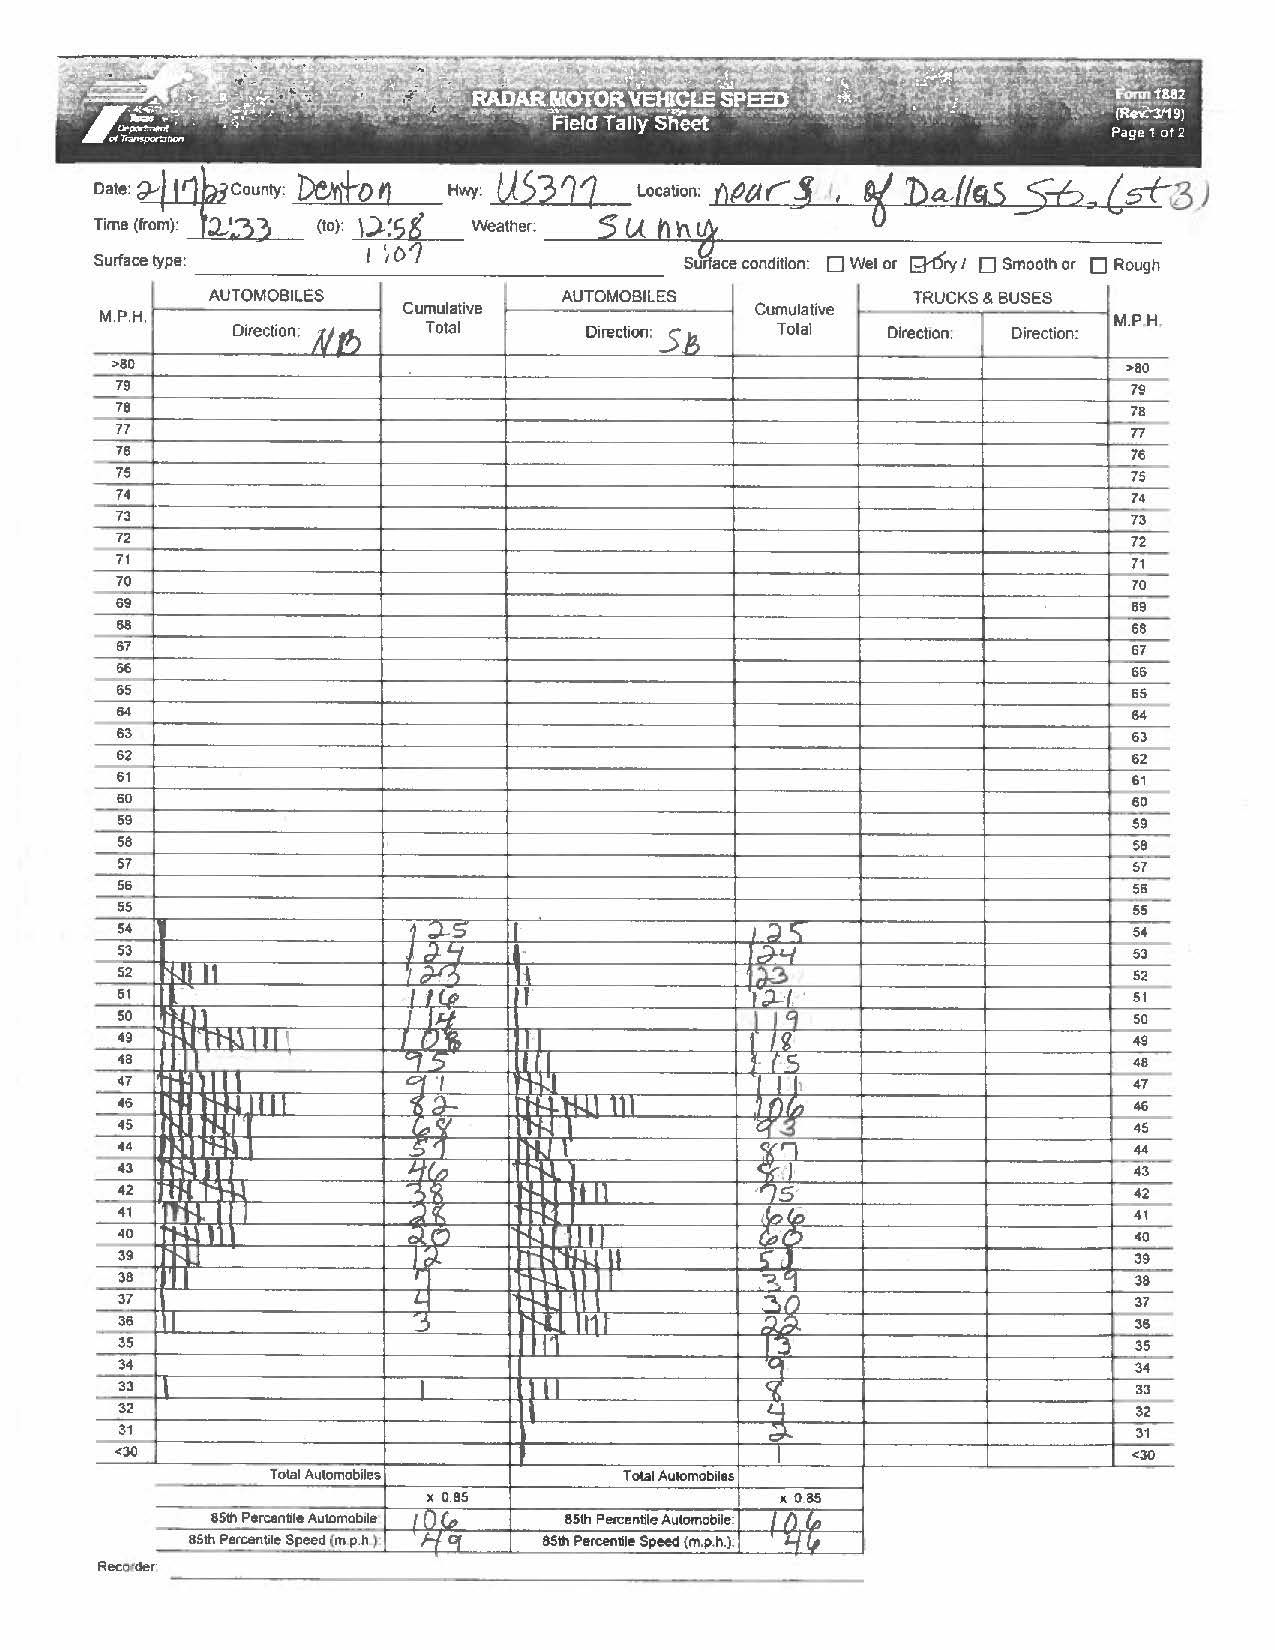 RADAR MOTOR VEHICLE SPEED
Field Tally Sheet
Form 1882
(Rev. 3/19)
Page 1 of 2
Texas Department of Transportation
Date: 2/17/23 County: Denton Hwy: US377 Location: near S. of Dallas St. (st 3)
Time (from): 12:33 (to): 12:58 Weather: Sunny
1:07
Surface type: Surface condition: Wet or Dry / Smooth or Rough
M.P.H. AUTOMOBILES Cumulative Total AUTOMOBILES Cumulative Total TRUCKS & BUSES M.P.H.
Direction: NB Direction: SB Direction: Direction:
>80 >80
79 79
78 78
77 77
76 76
75 75
74 74
73 73
72 72
71 71
70 70
69 69
68 68
67 67
66 66
65 65
64 64
63 63
62 62
61 61
60 60
59 59
58 58
57 57
56 56
55 55
54 125 125 54
53 124 124 53
52 123 123 52
51 116 121 51
50 114 119 50
49 108 118 49
48 95 115 48
47 91 111 47
46 82 106 46
45 68 93 45
44 57 87 44
43 46 81 43
42 38 75 42
41 28 66 41
40 20 60 40
39 12 51 39
38 7 39 38
37 4 30 37
36 3 22 36
35 13 35
34 9 34
33 1 8 33
32 4 32
31 2 31
<30 1 <30
Total Automobiles Total Automobiles
x 0.85 x 0.85
85th Percentile Automobile: 106 85th Percentile Automobile: 106
85th Percentile Speed (m.p.h.): 49 85th Percentile Speed (m.p.h.): 46
Recorder: